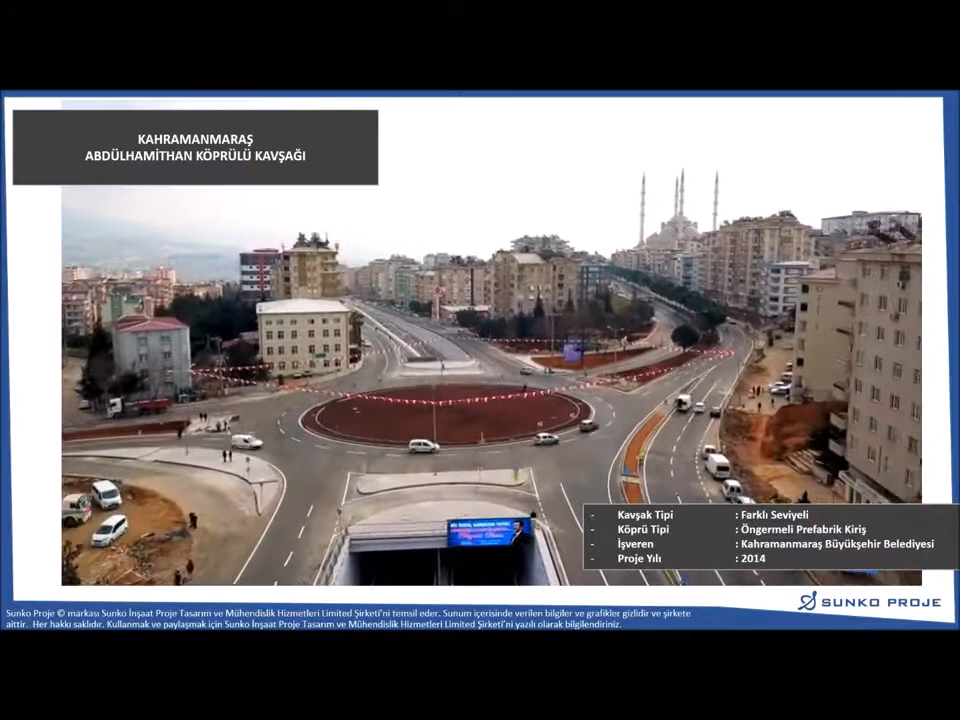 KAHRAMANMARAŞ
ABDÜLHAMİTHAN KÖPRÜLÜ KAVŞAĞI
- Kavşak Tipi : Farklı Seviyeli
- Köprü Tipi : Öngermeli Prefabrik Kiriş
- İşveren : Kahramanmaraş Büyükşehir Belediyesi
- Proje Yılı : 2014
SUNKO PROJE
Sunko Proje © markası Sunko İnşaat Proje Tasarım ve Mühendislik Hizmetleri Limited Şirketi'ni temsil eder. Sunum içerisinde verilen bilgiler ve grafikler gizlidir ve şirkete
aittir. Her hakkı saklıdır. Kullanmak ve paylaşmak için Sunko İnşaat Proje Tasarım ve Mühendislik Hizmetleri Limited Şirketi'ni yazılı olarak bilgilendiriniz.